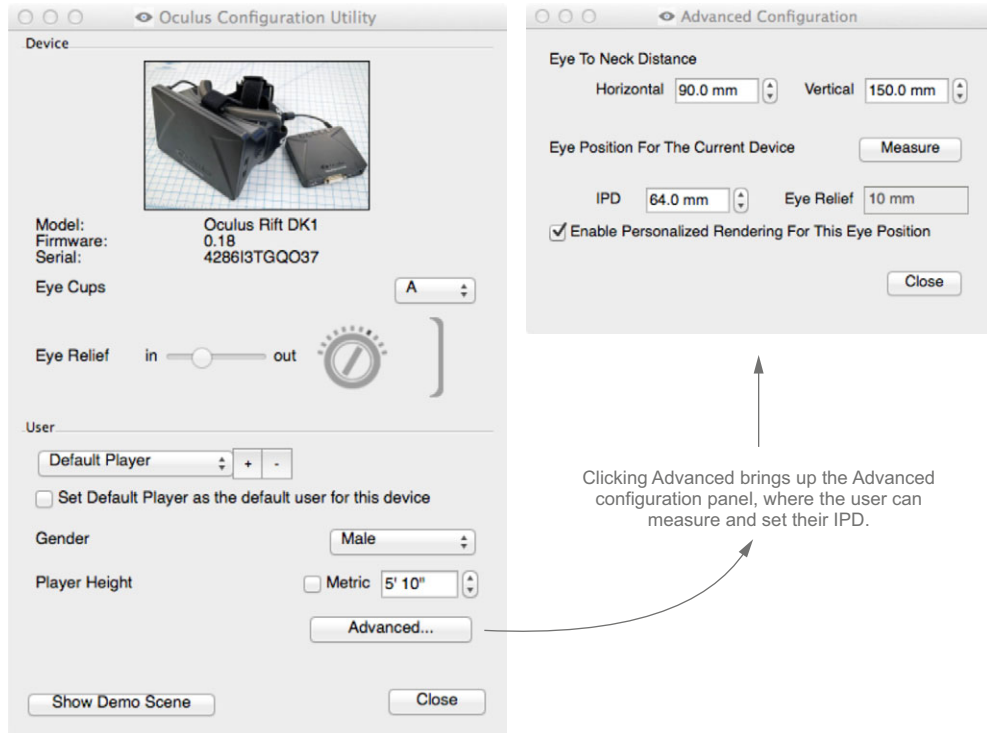 Oculus Configuration Utility
Device
Model: Oculus Rift DK1
Firmware: 0.18
Serial: 4286I3TGQO37
Eye Cups A
Eye Relief in out
User
Default Player + -
Set Default Player as the default user for this device
Gender Male
Player Height Metric 5' 10"
Advanced...
Show Demo Scene Close
Advanced Configuration
Eye To Neck Distance
Horizontal 90.0 mm Vertical 150.0 mm
Eye Position For The Current Device Measure
IPD 64.0 mm Eye Relief 10 mm
Enable Personalized Rendering For This Eye Position
Close
Clicking Advanced brings up the Advanced
configuration panel, where the user can
measure and set their IPD.